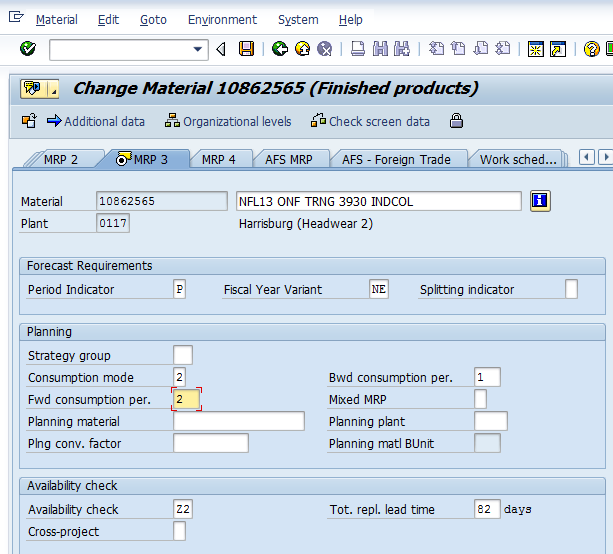 Material Edit Goto Environment System Help
Change Material 10862565 (Finished products)
Additional data Organizational levels Check screen data
MRP 2 MRP 3 MRP 4 AFS MRP AFS - Foreign Trade Work sched...
Material 10862565 NFL13 ONF TRNG 3930 INDCOL
Plant 0117 Harrisburg (Headwear 2)
Forecast Requirements
Period Indicator P Fiscal Year Variant NE Splitting indicator
Planning
Strategy group
Consumption mode 2 Bwd consumption per. 1
Fwd consumption per. 2 Mixed MRP
Planning material Planning plant
Plng conv. factor Planning matl BUnit
Availability check
Availability check Z2 Tot. repl. lead time 82 days
Cross-project